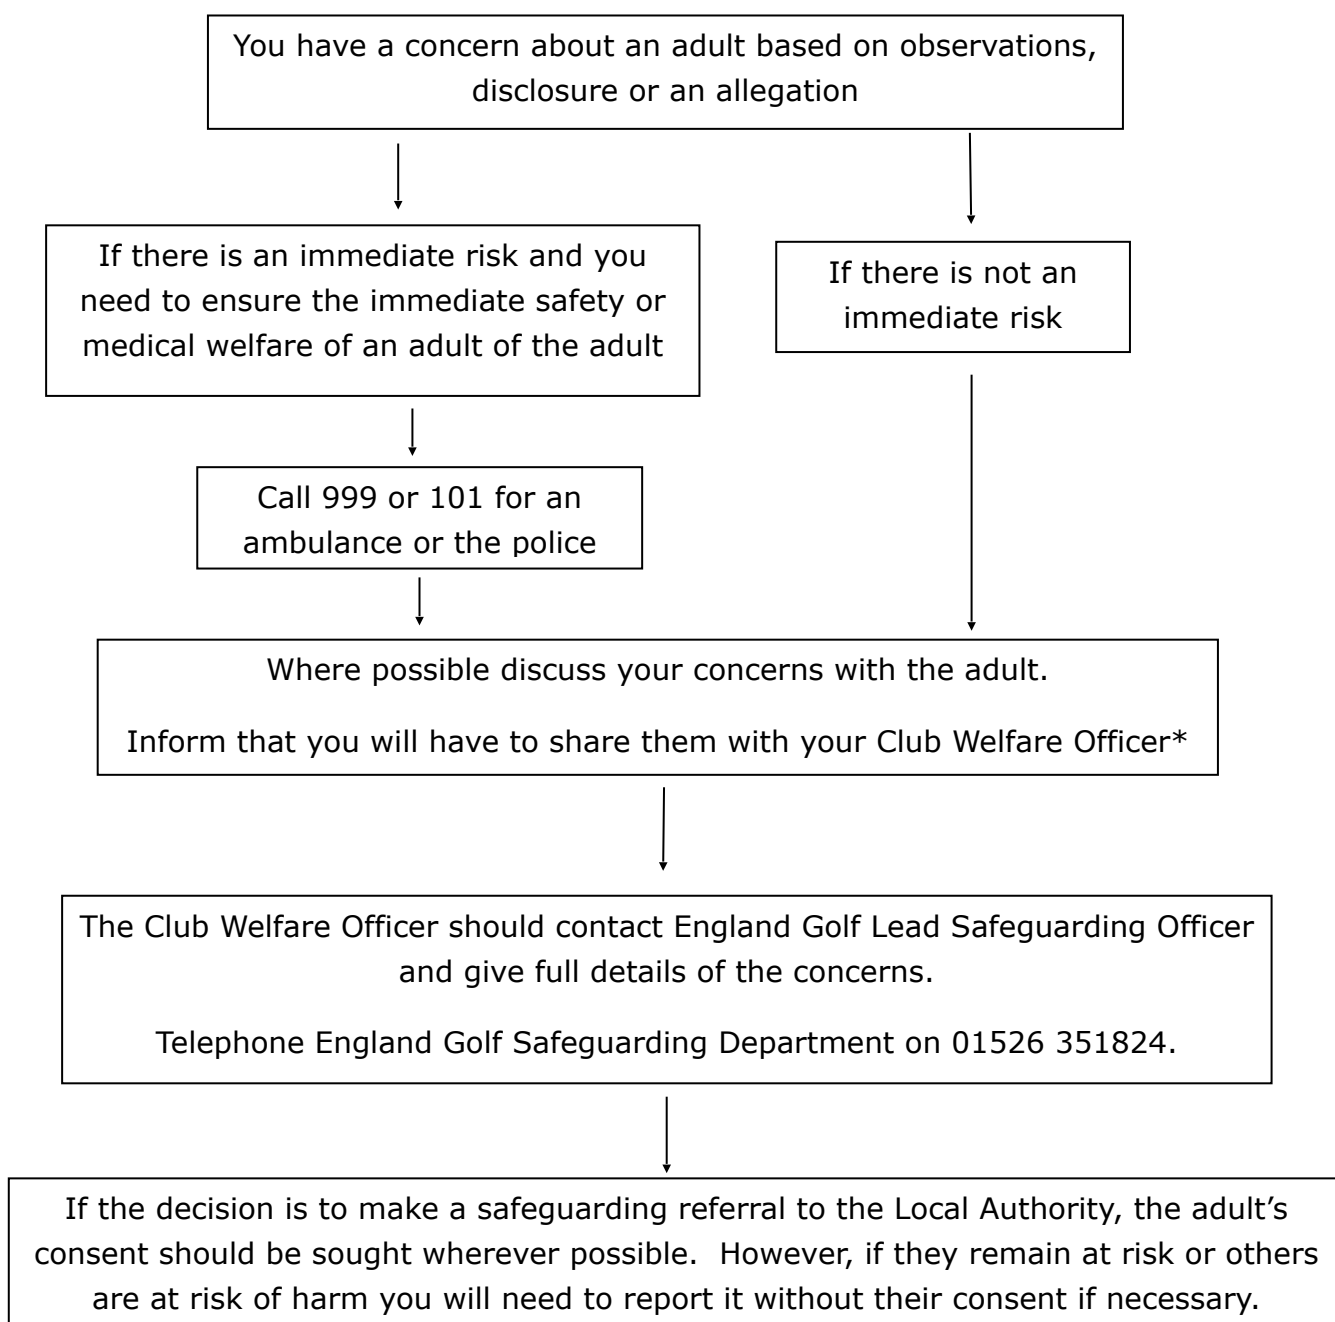 You have a concern about an adult based on observations,
disclosure or an allegation
If there is an immediate risk and you
need to ensure the immediate safety or
medical welfare of an adult of the adult
If there is not an
immediate risk
Call 999 or 101 for an
ambulance or the police
Where possible discuss your concerns with the adult.
Inform that you will have to share them with your Club Welfare Officer*
The Club Welfare Officer should contact England Golf Lead Safeguarding Officer
and give full details of the concerns.
Telephone England Golf Safeguarding Department on 01526 351824.
If the decision is to make a safeguarding referral to the Local Authority, the adult’s
consent should be sought wherever possible.  However, if they remain at risk or others
are at risk of harm you will need to report it without their consent if necessary.